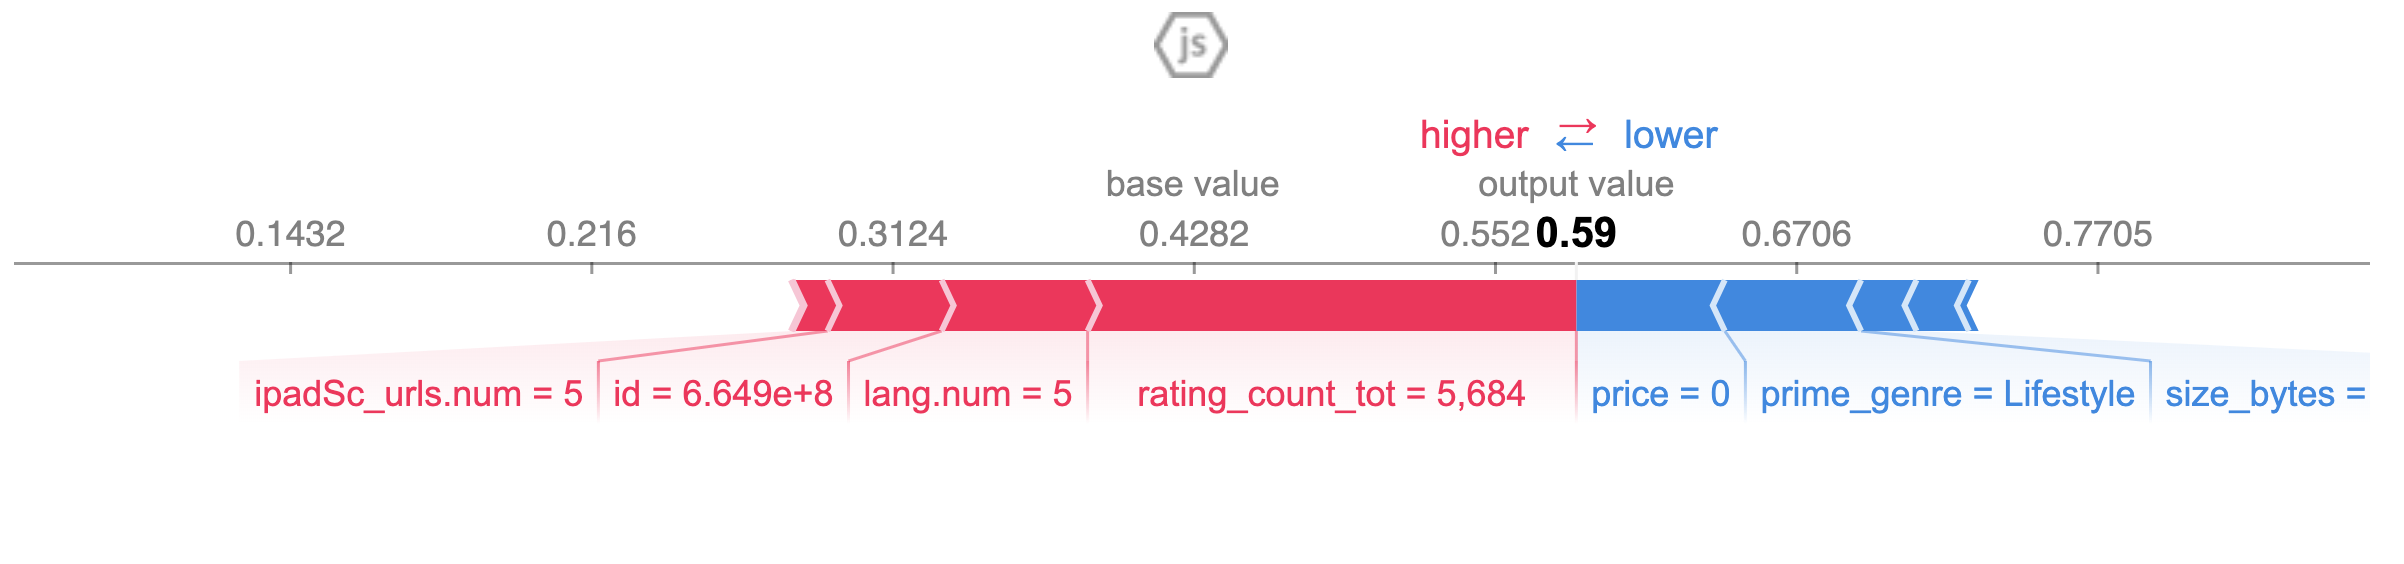 js
higher ⇄ lower
base value output value
0.1432 0.216 0.3124 0.4282 0.552 0.59 0.6706 0.7705
ipadSc_urls.num = 5 id = 6.649e+8 lang.num = 5 rating_count_tot = 5,684 price = 0 prime_genre = Lifestyle size_bytes =